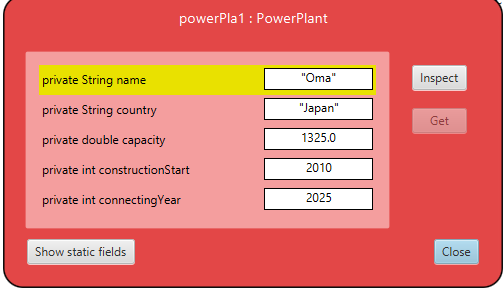 powerPla1 : PowerPlant
private String name "Oma"
private String country "Japan"
private double capacity 1325.0
private int constructionStart 2010
private int connectingYear 2025
Inspect
Get
Show static fields
Close